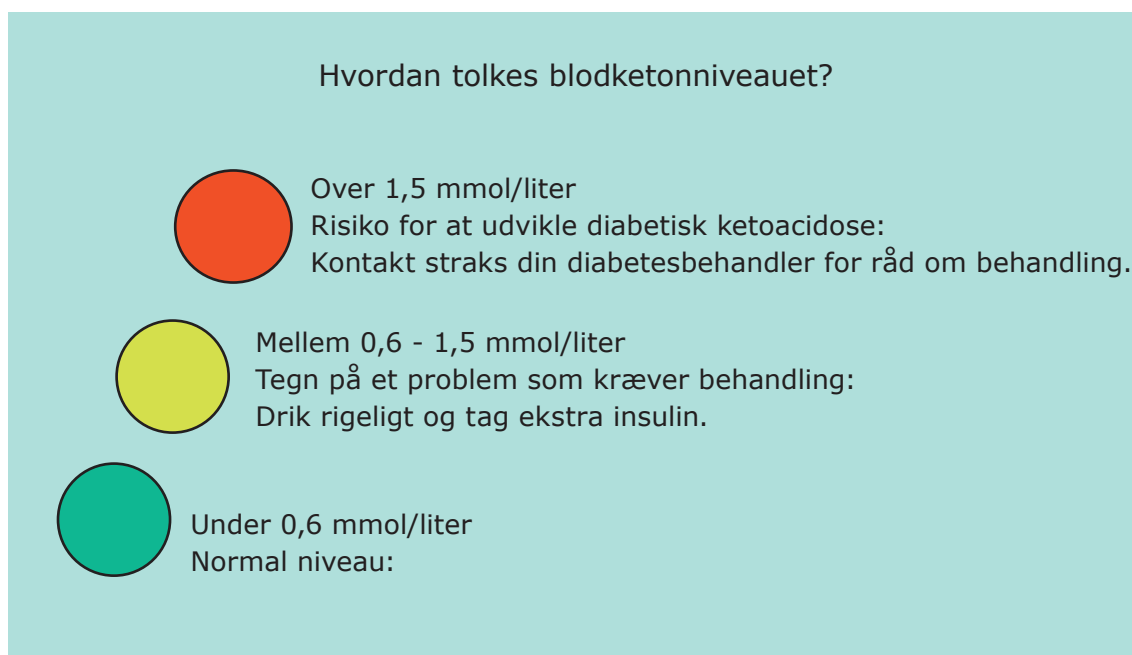 Hvordan tolkes blodketonniveauet?
Over 1,5 mmol/liter
Risiko for at udvikle diabetisk ketoacidose:
Kontakt straks din diabetesbehandler for råd om behandling.
Mellem 0,6 - 1,5 mmol/liter
Tegn på et problem som kræver behandling:
Drik rigeligt og tag ekstra insulin.
Under 0,6 mmol/liter
Normal niveau: